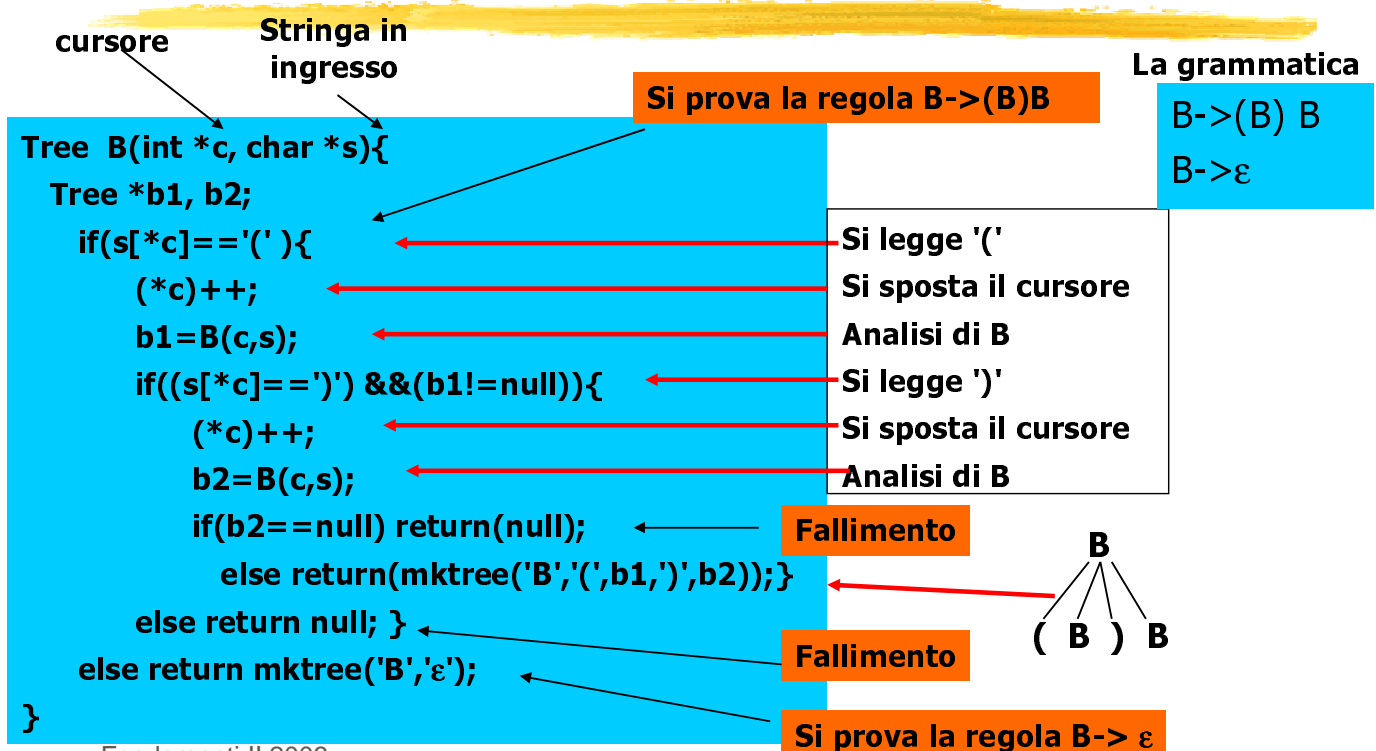 cursore
Stringa in
ingresso
Si prova la regola B->(B)B
La grammatica
B->(B) B
B->ε
Tree B(int *c, char *s){
Tree *b1, b2;
if(s[*c]=='(' ){
(*c)++;
b1=B(c,s);
if((s[*c]==')') &&(b1!=null)){
(*c)++;
b2=B(c,s);
if(b2==null) return(null);
else return(mktree('B','(',b1,')',b2));}
else return null; }
else return mktree('B','ε');
}
Si legge '('
Si sposta il cursore
Analisi di B
Si legge ')'
Si sposta il cursore
Analisi di B
Fallimento
B
( B ) B
Fallimento
Si prova la regola B-> ε